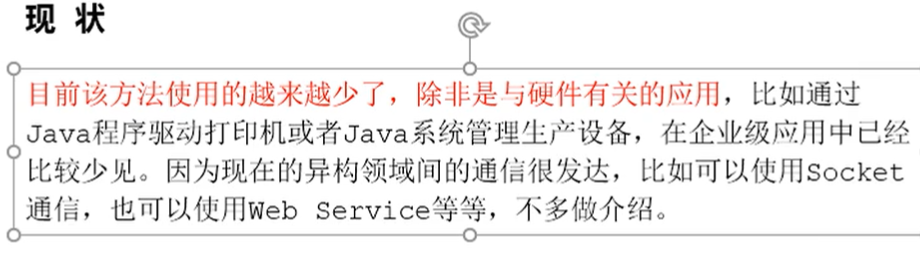 现 状
目前该方法使用的越来越少了，除非是与硬件有关的应用，比如通过
Java程序驱动打印机或者Java系统管理生产设备，在企业级应用中已经
比较少见。因为现在的异构领域间的通信很发达，比如可以使用Socket
通信，也可以使用Web Service等等，不多做介绍。